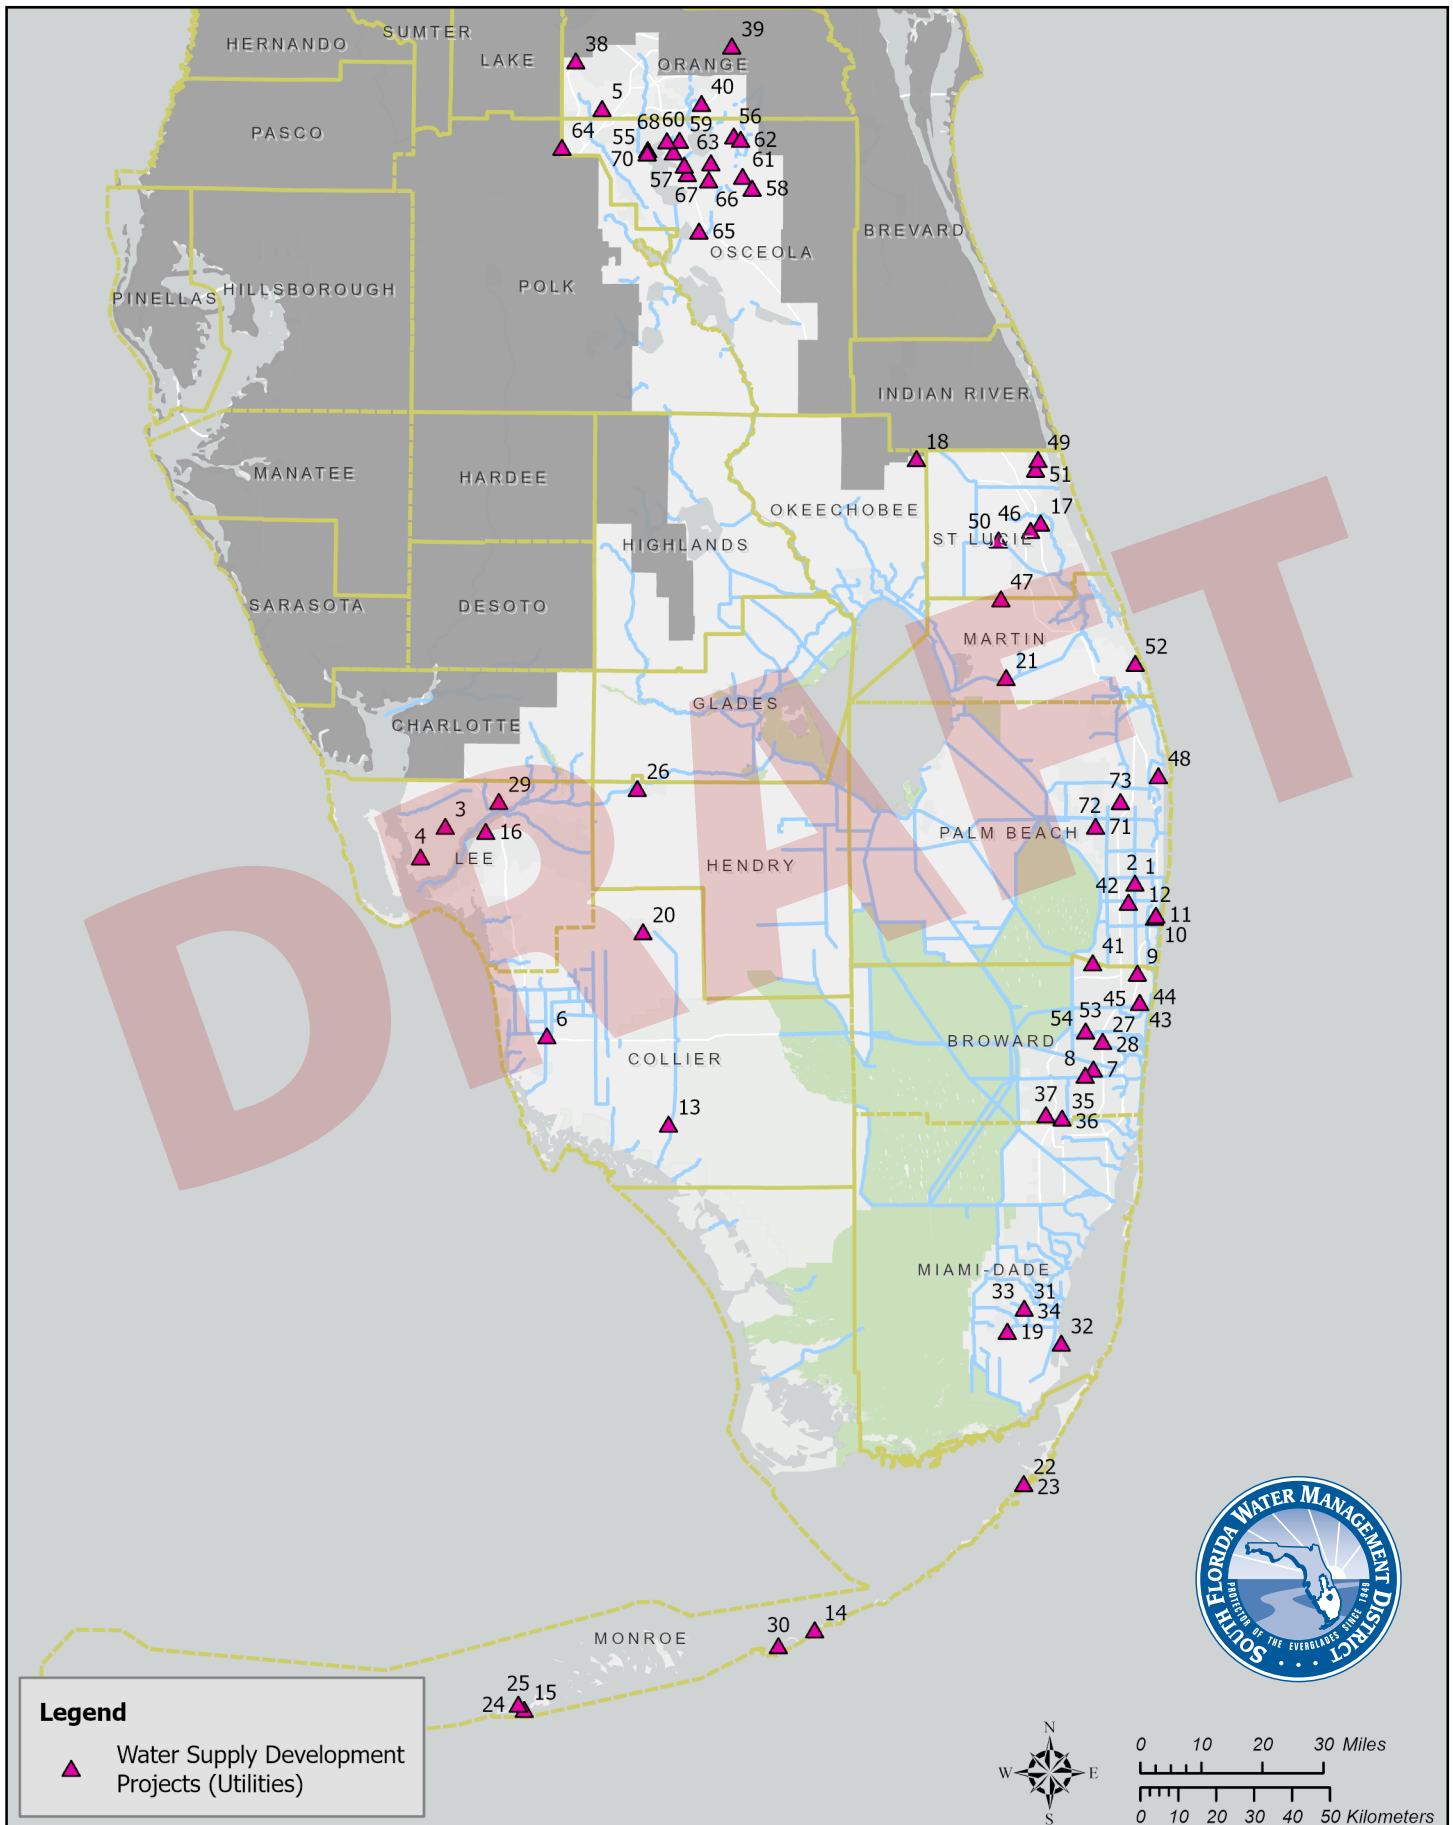 SUMTER
HERNANDO
39
38
LAKE
ORANGE
5
40
PASCO
64
68
60
59
56
55
63
62
70
61
57
67
66
58
65
BREVARD
OSCEOLA
POLK
HILLSBOROUGH
PINELLAS
INDIAN RIVER
18
49
MANATEE
HARDEE
51
OKEECHOBEE
17
46
50
ST LUCIE
HIGHLANDS
47
SARASOTA
DESOTO
MARTIN
52
21
GLADES
CHARLOTTE
48
26
73
29
3
72
71
16
4
LEE
PALM BEACH
HENDRY
2
1
42
12
20
11
10
41
9
45
44
43
6
54
53
27
28
BROWARD
COLLIER
8
7
37
35
36
13
DRAFT
MIAMI-DADE
33
31
34
19
32
22
23
14
30
MONROE
25
15
24
SOUTH FLORIDA WATER MANAGEMENT DISTRICT
PROTECTOR OF THE EVERGLADES SINCE 1949
Legend
Water Supply Development
Projects (Utilities)
N
W
E
S
0 10 20 30 Miles
0 10 20 30 40 50 Kilometers